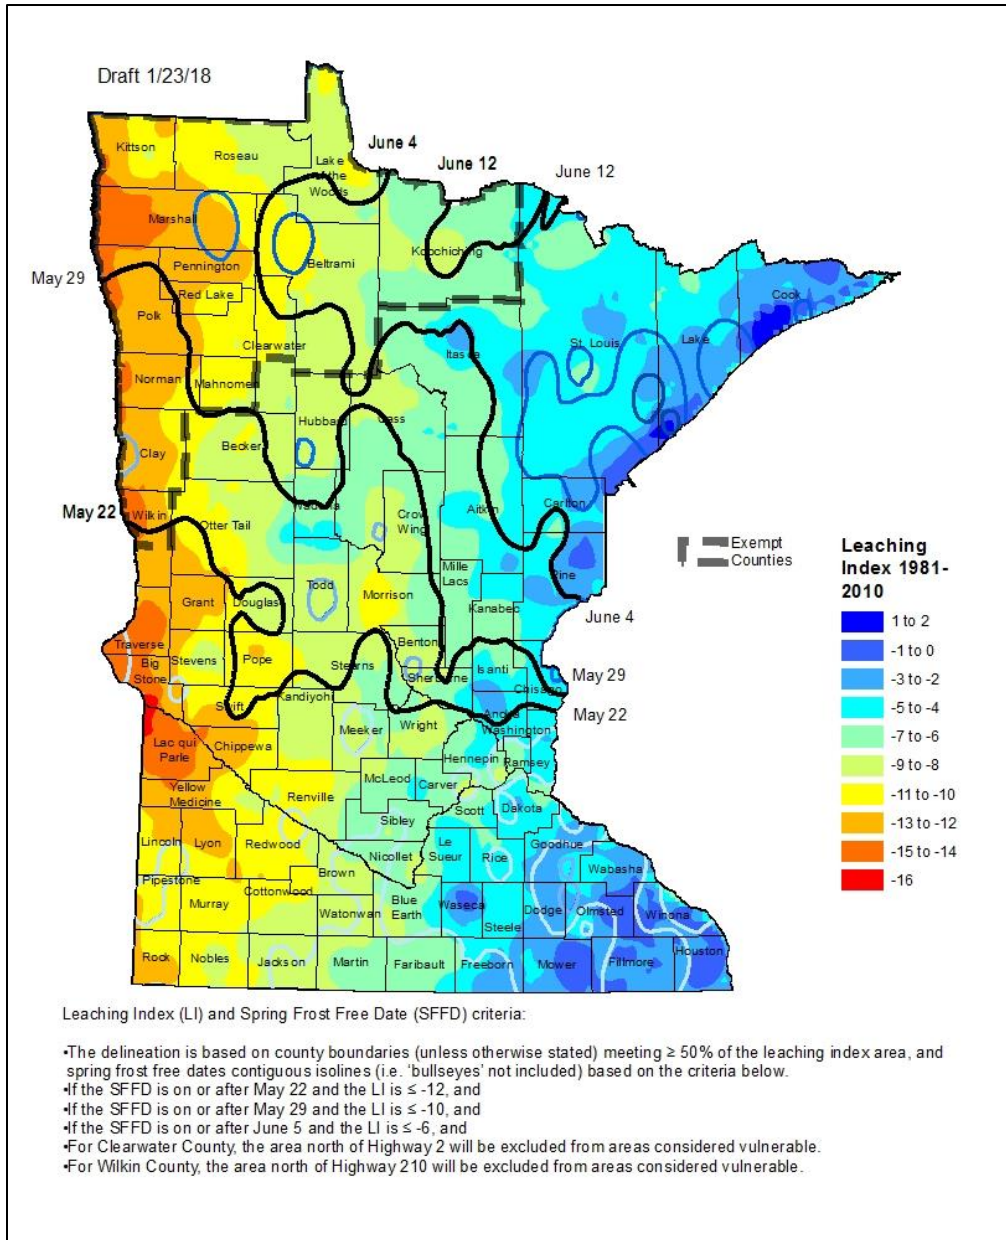 Draft 1/23/18
June 4
June 12
June 12
Kittson
Roseau
Lake
of the
Woods
Marshall
Koochiching
Beltrami
Pennington
Cook
May 29
Red Lake
Polk
St. Louis
Lake
Clearwater
Itasca
Norman
Mahnomen
Hubbard
Cass
Becker
Clay
May 22
Wilkin
Otter Tail
Wadena
Crow
Wing
Aitkin
Carlton
Exempt
Counties
Leaching
Index 1981-
2010
1 to 2
-1 to 0
-3 to -2
-5 to -4
-7 to -6
-9 to -8
-11 to -10
-13 to -12
-15 to -14
-16
Mille
Lacs
Pine
Todd
Grant
Douglas
Morrison
Kanabec
June 4
Traverse
Big
Stone
Stevens
Pope
Stearns
Benton
Sherburne
Isanti
May 29
Chisago
Swift
Kandiyohi
May 22
Anoka
Meeker
Wright
Washington
Lac qui
Parle
Chippewa
Hennepin
Ramsey
Yellow
Medicine
Renville
McLeod
Carver
Scott
Dakota
Sibley
Lincoln
Lyon
Redwood
Nicollet
Le
Sueur
Rice
Goodhue
Wabasha
Brown
Pipestone
Murray
Cottonwood
Watonwan
Blue
Earth
Waseca
Steele
Dodge
Olmsted
Winona
Rock
Nobles
Jackson
Martin
Faribault
Freeborn
Mower
Fillmore
Houston
Leaching Index (LI) and Spring Frost Free Date (SFFD) criteria:
•The delineation is based on county boundaries (unless otherwise stated) meeting ≥ 50% of the leaching index area, and
spring frost free dates contiguous isolines (i.e. 'bullseyes' not included) based on the criteria below.
•If the SFFD is on or after May 22 and the LI is ≤ -12, and
•If the SFFD is on or after May 29 and the LI is ≤ -10, and
•If the SFFD is on or after June 5 and the LI is ≤ -6, and
•For Clearwater County, the area north of Highway 2 will be excluded from areas considered vulnerable.
•For Wilkin County, the area north of Highway 210 will be excluded from areas considered vulnerable.